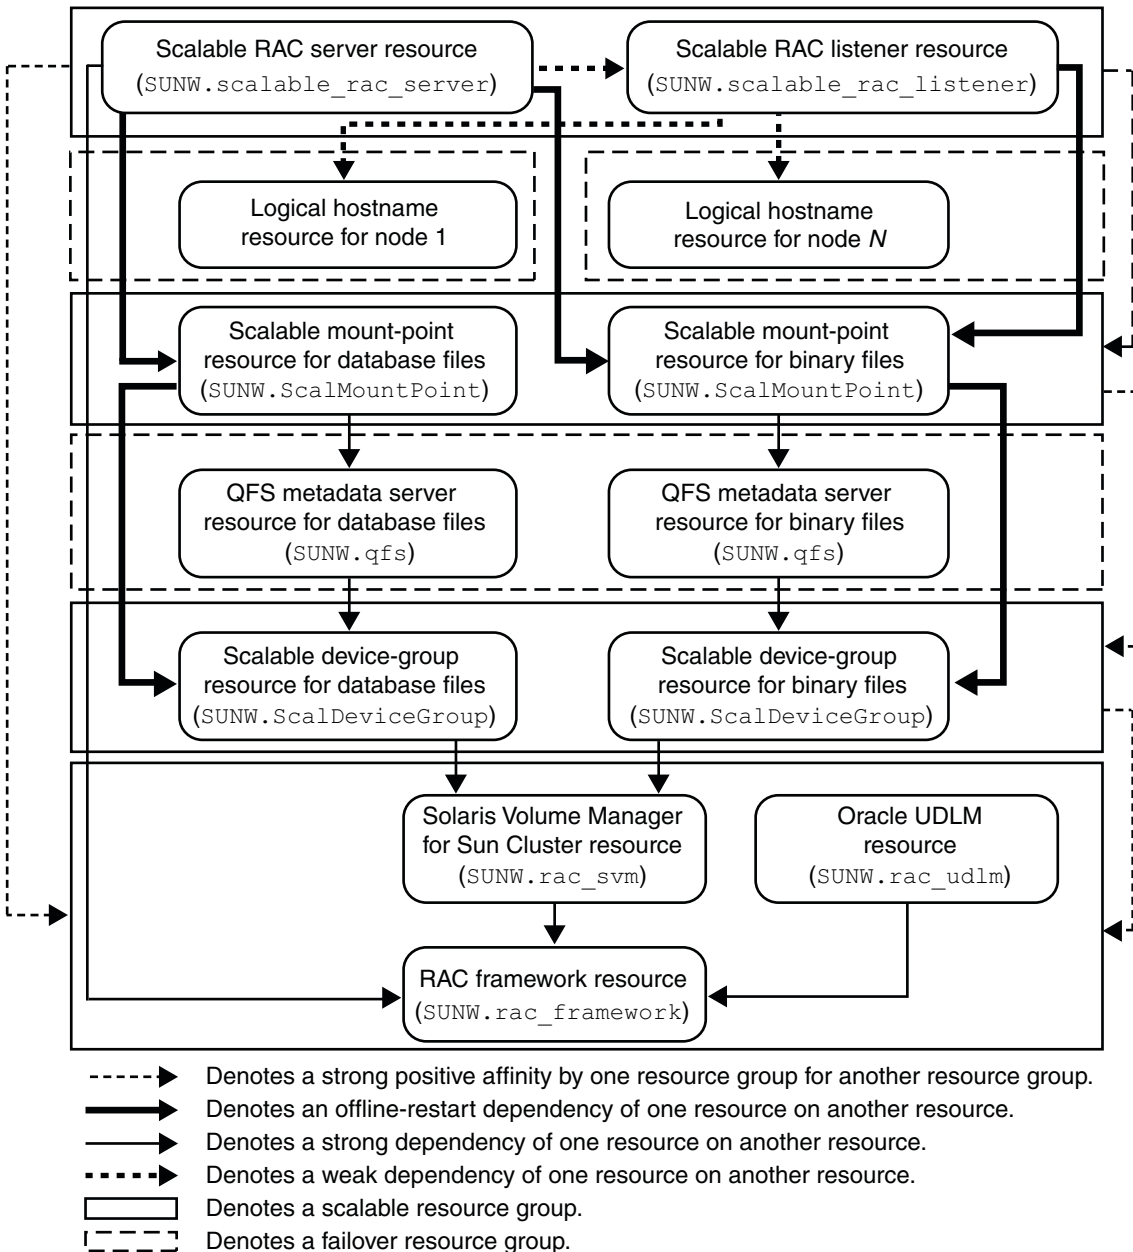 Scalable RAC server resource
(SUNW.scalable_rac_server)
Scalable RAC listener resource
(SUNW.scalable_rac_listener)
Logical hostname
resource for node 1
Logical hostname
resource for node N
Scalable mount-point
resource for database files
(SUNW.ScalMountPoint)
Scalable mount-point
resource for binary files
(SUNW.ScalMountPoint)
QFS metadata server
resource for database files
(SUNW.qfs)
QFS metadata server
resource for binary files
(SUNW.qfs)
Scalable device-group
resource for database files
(SUNW.ScalDeviceGroup)
Scalable device-group
resource for binary files
(SUNW.ScalDeviceGroup)
Solaris Volume Manager
for Sun Cluster resource
(SUNW.rac_svm)
Oracle UDLM
resource
(SUNW.rac_udlm)
RAC framework resource
(SUNW.rac_framework)
Denotes a strong positive affinity by one resource group for another resource group.
Denotes an offline-restart dependency of one resource on another resource.
Denotes a strong dependency of one resource on another resource.
Denotes a weak dependency of one resource on another resource.
Denotes a scalable resource group.
Denotes a failover resource group.